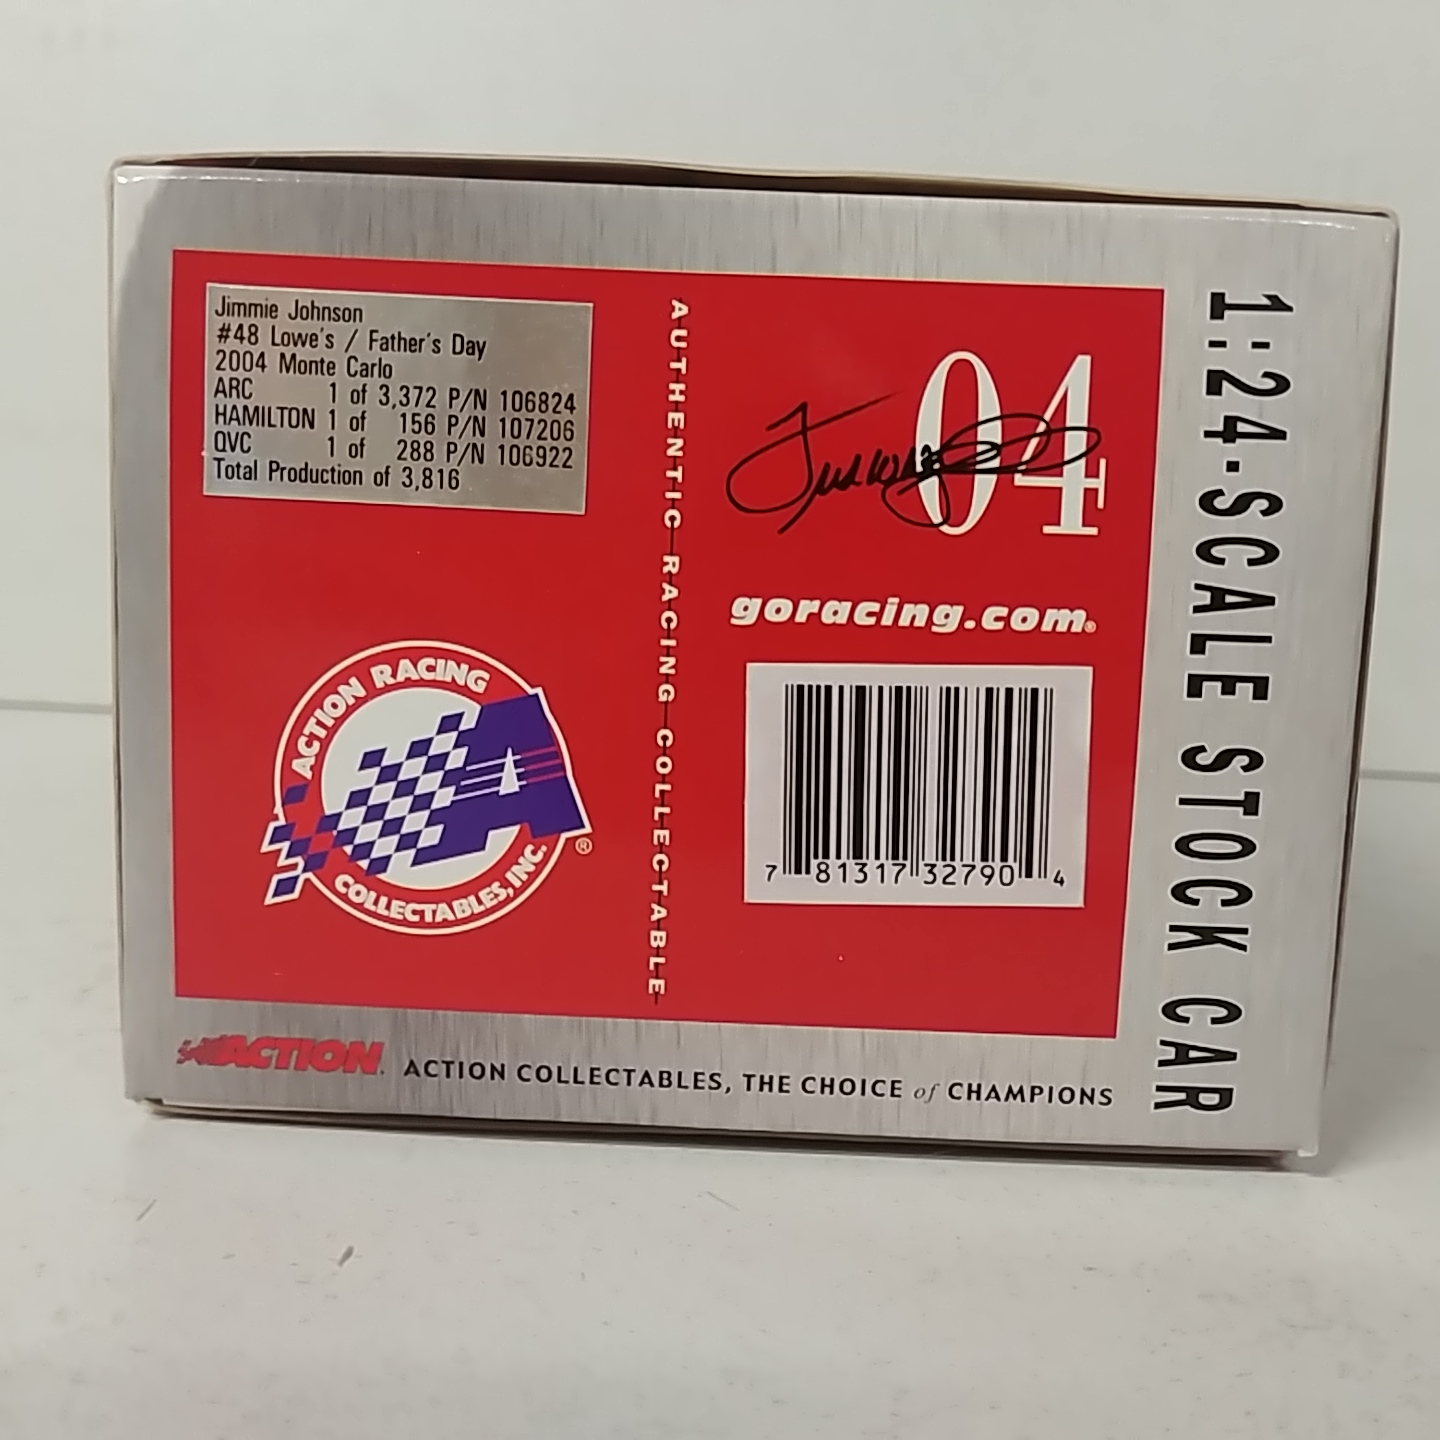 Jimmie Johnson
#48 Lowe's / Father's Day
2004 Monte Carlo
ARC 1 of 3,372 P/N 106824
HAMILTON 1 of 156 P/N 107206
QVC 1 of 288 P/N 106922
Total Production of 3,816
ACTION RACING
COLLECTABLES, INC.
®
AUTHENTIC RACING COLLECTABLE
04
goracing.com®
7 81317 32790 4
1:24-SCALE STOCK CAR
ACTION
ACTION COLLECTABLES, THE CHOICE of CHAMPIONS